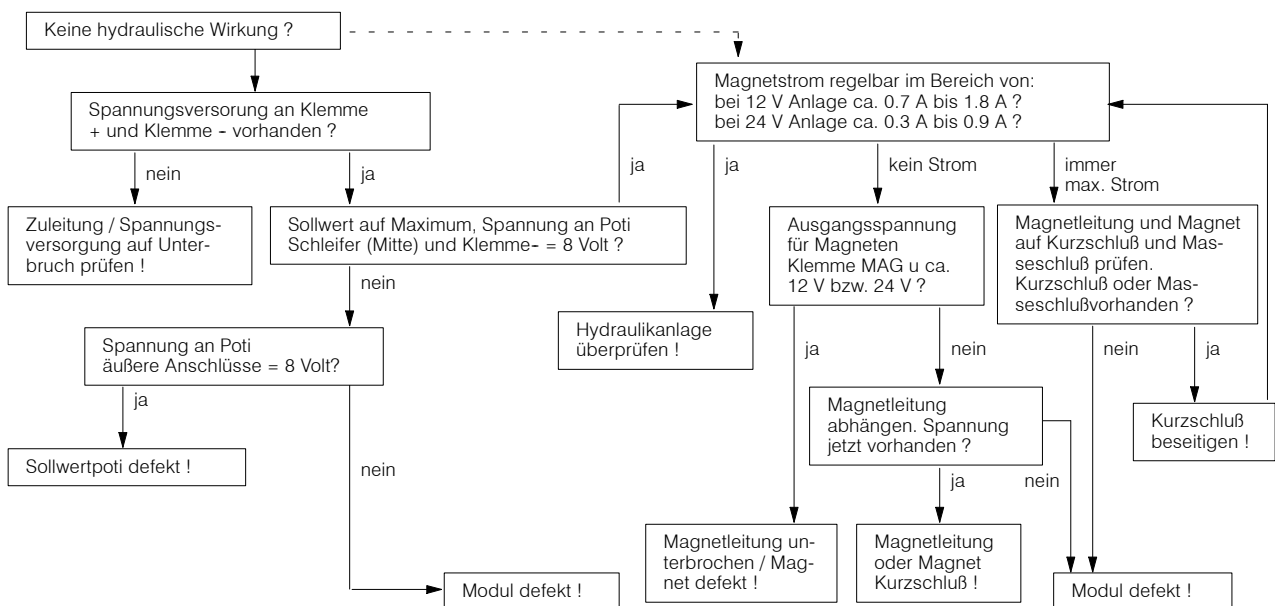 Keine hydraulische Wirkung ?
Spannungsversorung an Klemme
+ und Klemme - vorhanden ?
nein
ja
Zuleitung / Spannungs-
versorgung auf Unter-
bruch prüfen !
Sollwert auf Maximum, Spannung an Poti
Schleifer (Mitte) und Klemme- = 8 Volt ?
ja
nein
Spannung an Poti
äußere Anschlüsse = 8 Volt?
ja
nein
Sollwertpoti defekt !
Modul defekt !
Magnetstrom regelbar im Bereich von:
bei 12 V Anlage ca. 0.7 A bis 1.8 A ?
bei 24 V Anlage ca. 0.3 A bis 0.9 A ?
ja
kein Strom
immer
max. Strom
Hydraulikanlage
überprüfen !
Ausgangsspannung
für Magneten
Klemme MAG u ca.
12 V bzw. 24 V ?
ja
nein
Magnetleitung
abhängen. Spannung
jetzt vorhanden ?
ja
nein
Magnetleitung un-
terbrochen / Mag-
net defekt !
Magnetleitung
oder Magnet
Kurzschluß !
Magnetleitung und Magnet
auf Kurzschluß und Mas-
seschluß prüfen.
Kurzschluß oder Mas-
seschlußvorhanden ?
nein
ja
Kurzschluß
beseitigen !
Modul defekt !